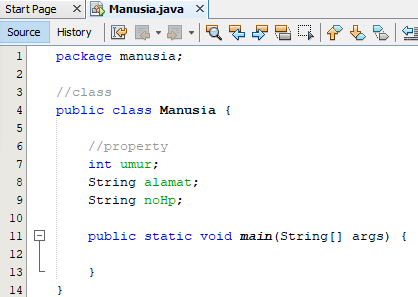 Start Page
Manusia.java
Source
History
1 package manusia;
2
3 //class
4 public class Manusia {
5
6 //property
7 int umur;
8 String alamat;
9 String noHp;
10
11 public static void main(String[] args) {
12
13 }
14 }